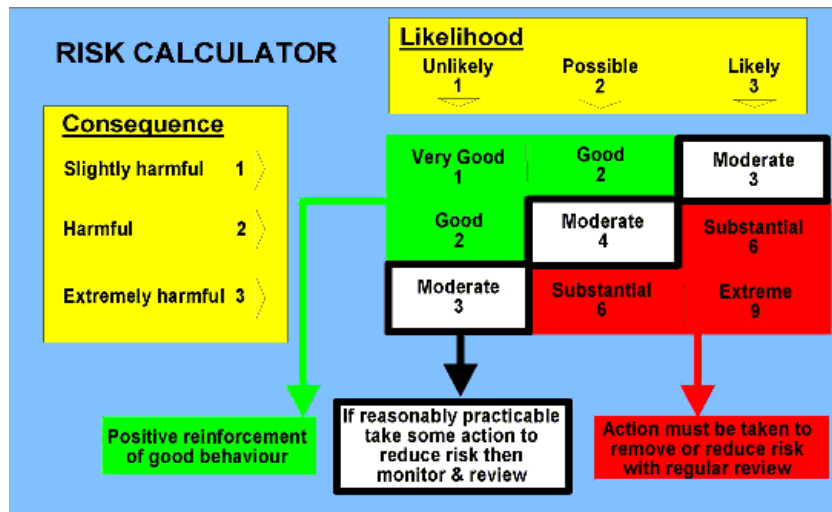 RISK CALCULATOR
Likelihood
Unlikely
1
Possible
2
Likely
3
Consequence
Slightly harmful 1
Harmful 2
Extremely harmful 3
Very Good
1
Good
2
Moderate
3
Good
2
Moderate
4
Substantial
6
Moderate
3
Substantial
6
Extreme
9
Positive reinforcement
of good behaviour
If reasonably practicable
take some action to
reduce risk then
monitor & review
Action must be taken to
remove or reduce risk
with regular review